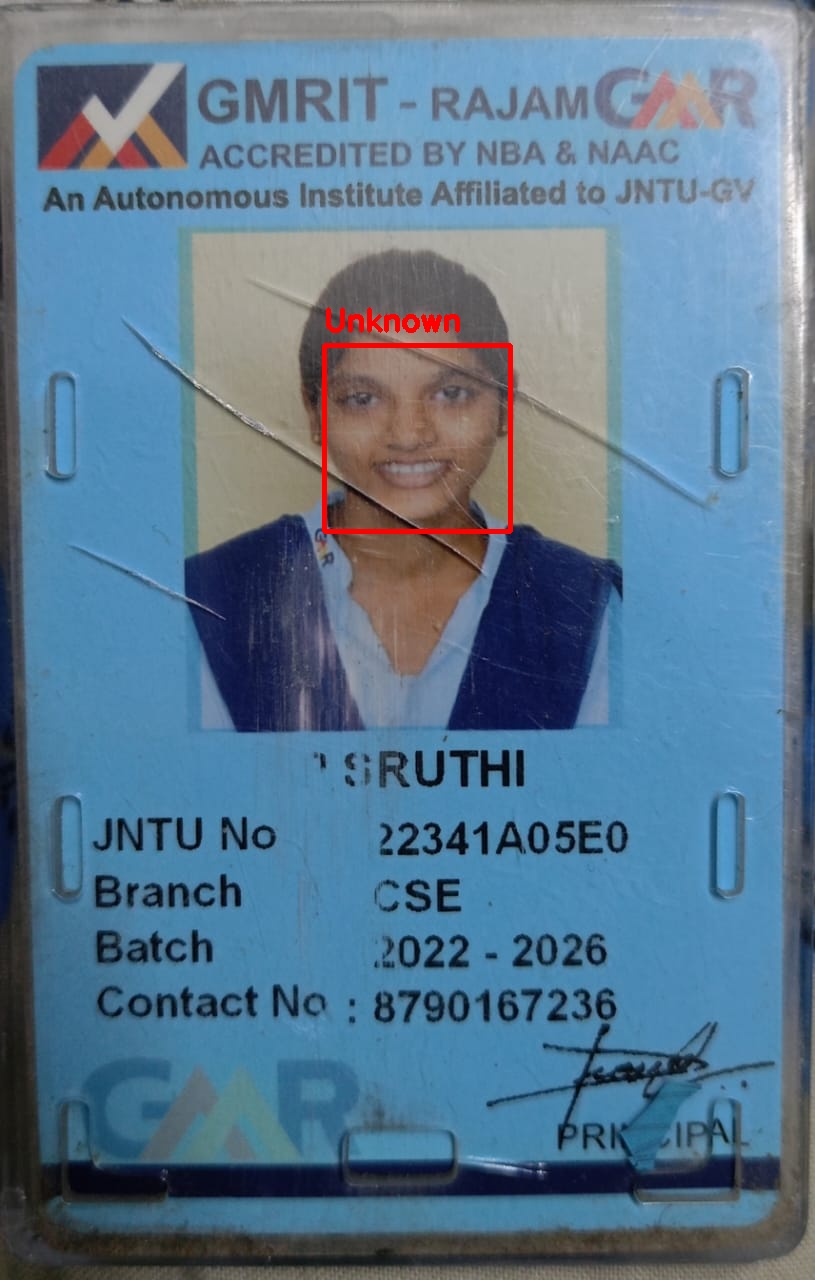 GMRIT - RAJAM GMR
ACCREDITED BY NBA & NAAC
An Autonomous Institute Affiliated to JNTU-GV
Unknown
GMR
SRUTHI
JNTU No 22341A05E0
Branch CSE
Batch 2022 - 2026
Contact No : 8790167236
GMR
PRINCIPAL